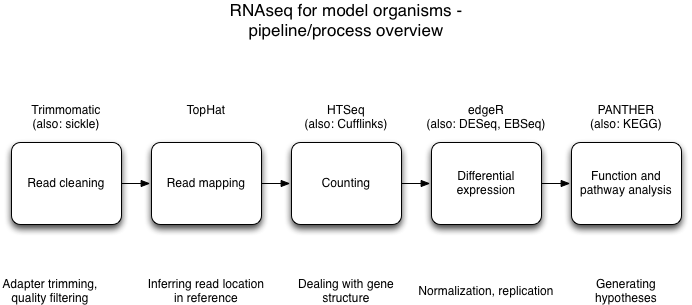 RNAseq for model organisms -
pipeline/process overview
Trimmomatic
(also: sickle)
TopHat
HTSeq
(also: Cufflinks)
edgeR
(also: DESeq, EBSeq)
PANTHER
(also: KEGG)
Read cleaning
Read mapping
Counting
Differential
expression
Function and
pathway analysis
Adapter trimming,
quality filtering
Inferring read location
in reference
Dealing with gene
structure
Normalization, replication
Generating
hypotheses